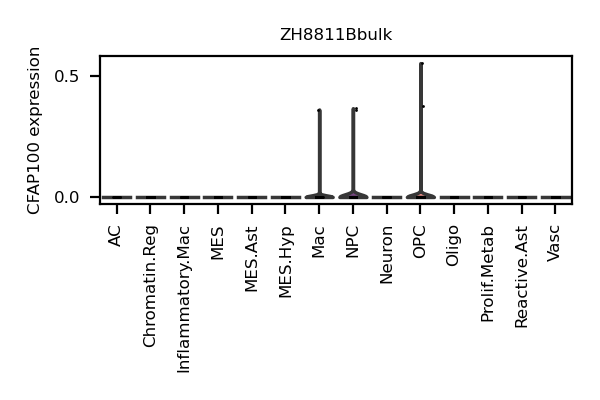 ZH8811Bbulk
CFAP100 expression
0.5
0.0
AC
Chromatin.Reg
Inflammatory.Mac
MES
MES.Ast
MES.Hyp
Mac
NPC
Neuron
OPC
Oligo
Prolif.Metab
Reactive.Ast
Vasc